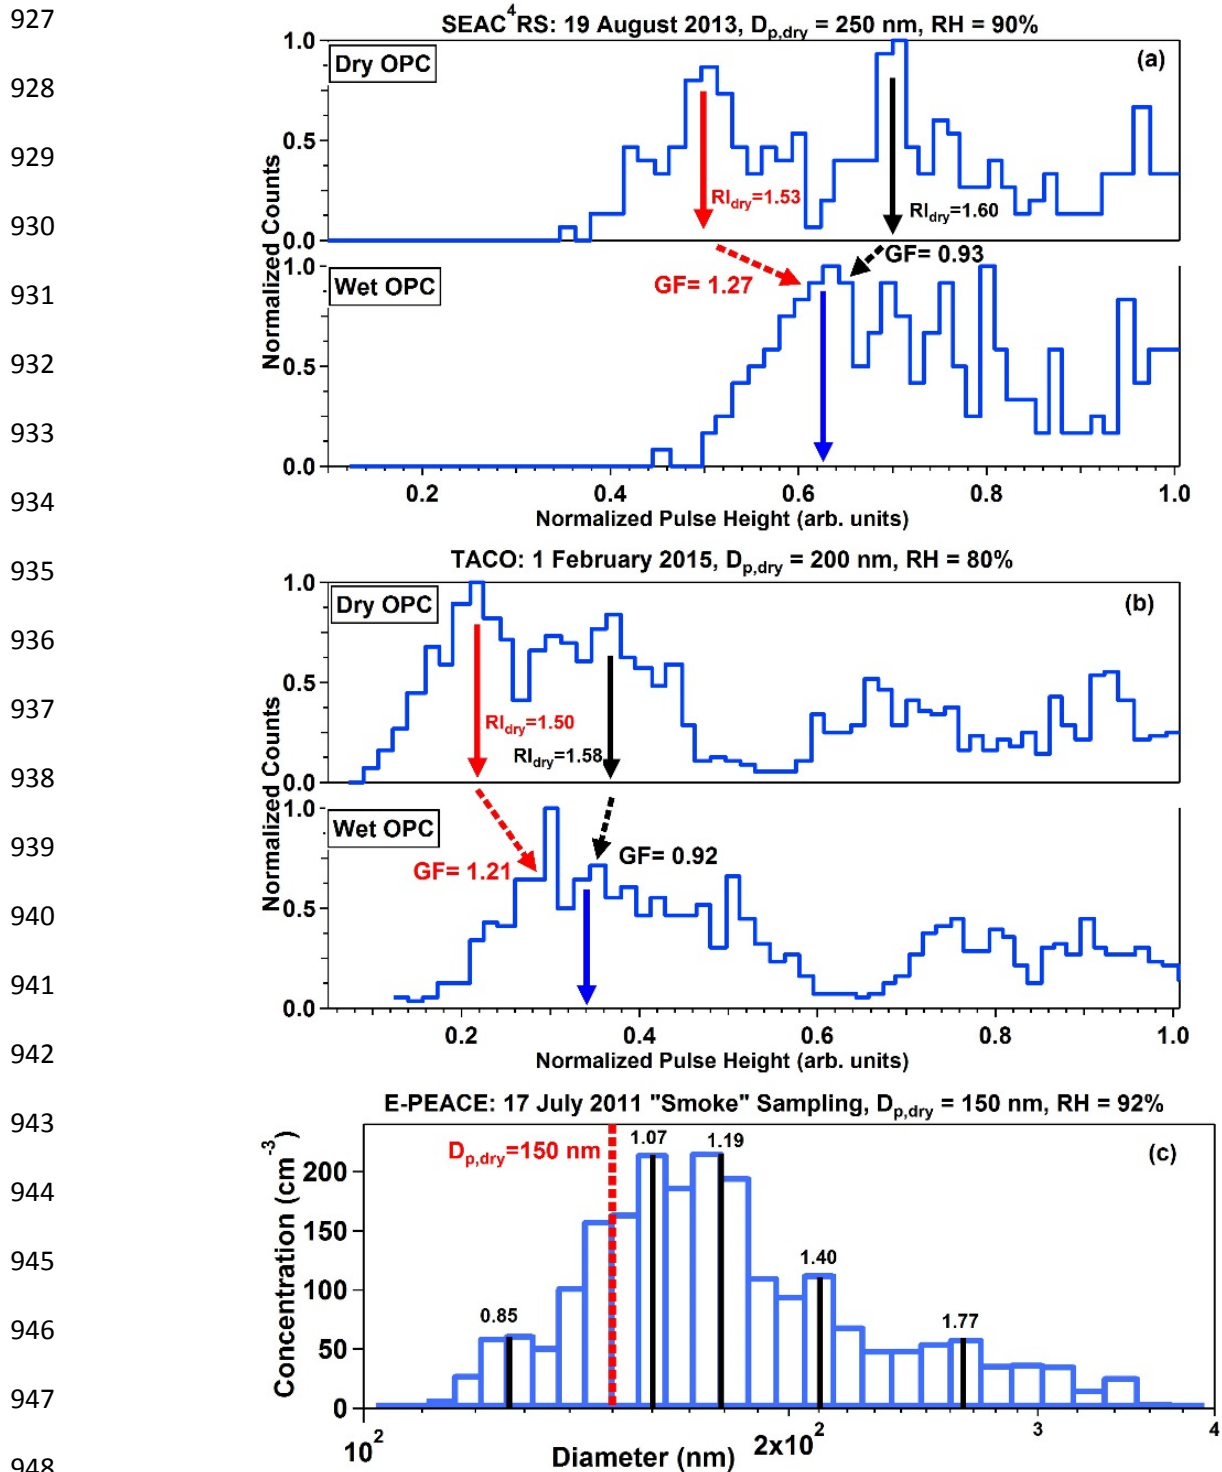 927
SEAC⁴RS: 19 August 2013, Dp,dry = 250 nm, RH = 90%
1.0
Dry OPC
(a)
928
0.5
929
Normalized Counts
RIdry=1.53
RIdry=1.60
930
0.0
GF= 0.93
1.0
Wet OPC
GF= 1.27
931
Normalized Counts
0.5
932
933
0.0
0.2 0.4 0.6 0.8 1.0
934
Normalized Pulse Height (arb. units)
935
TACO: 1 February 2015, Dp,dry = 200 nm, RH = 80%
1.0
Dry OPC
(b)
936
0.5
937
Normalized Counts
RIdry=1.50
RIdry=1.58
938
0.0
1.0
Wet OPC
939
GF= 0.92
GF= 1.21
Normalized Counts
0.5
940
941
0.0
0.2 0.4 0.6 0.8 1.0
942
Normalized Pulse Height (arb. units)
943
E-PEACE: 17 July 2011 "Smoke" Sampling, Dp,dry = 150 nm, RH = 92%
Dp,dry=150 nm
1.07
1.19
(c)
944
200
Concentration (cm-3)
150
945
1.40
100
946
0.85
1.77
50
947
0
10² 2x10² 3 4
948
Diameter (nm)